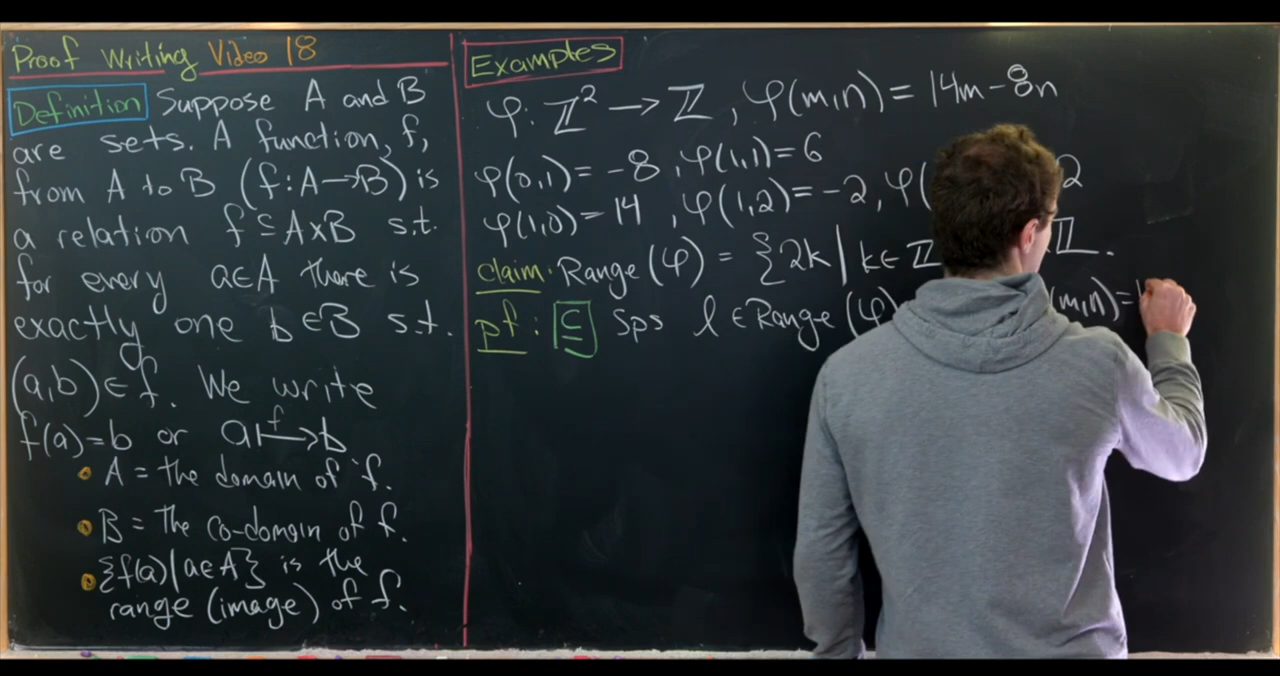 Proof Writing Video 18
Definition Suppose A and B
are sets. A function, f,
from A to B (f: A→B) is
a relation f ⊆ A×B s.t.
for every a∈A there is
exactly one b∈B s.t.
(a,b)∈f. We write
f(a)=b or a ↦f b
• A = the domain of f.
• B = the co-domgin of f.
• {f(a)|a∈A} is the
range (image) of f.
Examples
φ: ℤ² → ℤ, φ(m,n) = 14m-8n
φ(0,1) = -8, φ(1,1) = 6
φ(1,0) = 14, φ(1,2) = -2, φ( 2
claim: Range(φ) = {2k | k∈ℤ ℤ.
pf: ⊆ Sps l∈Range(φ) (m,n)=